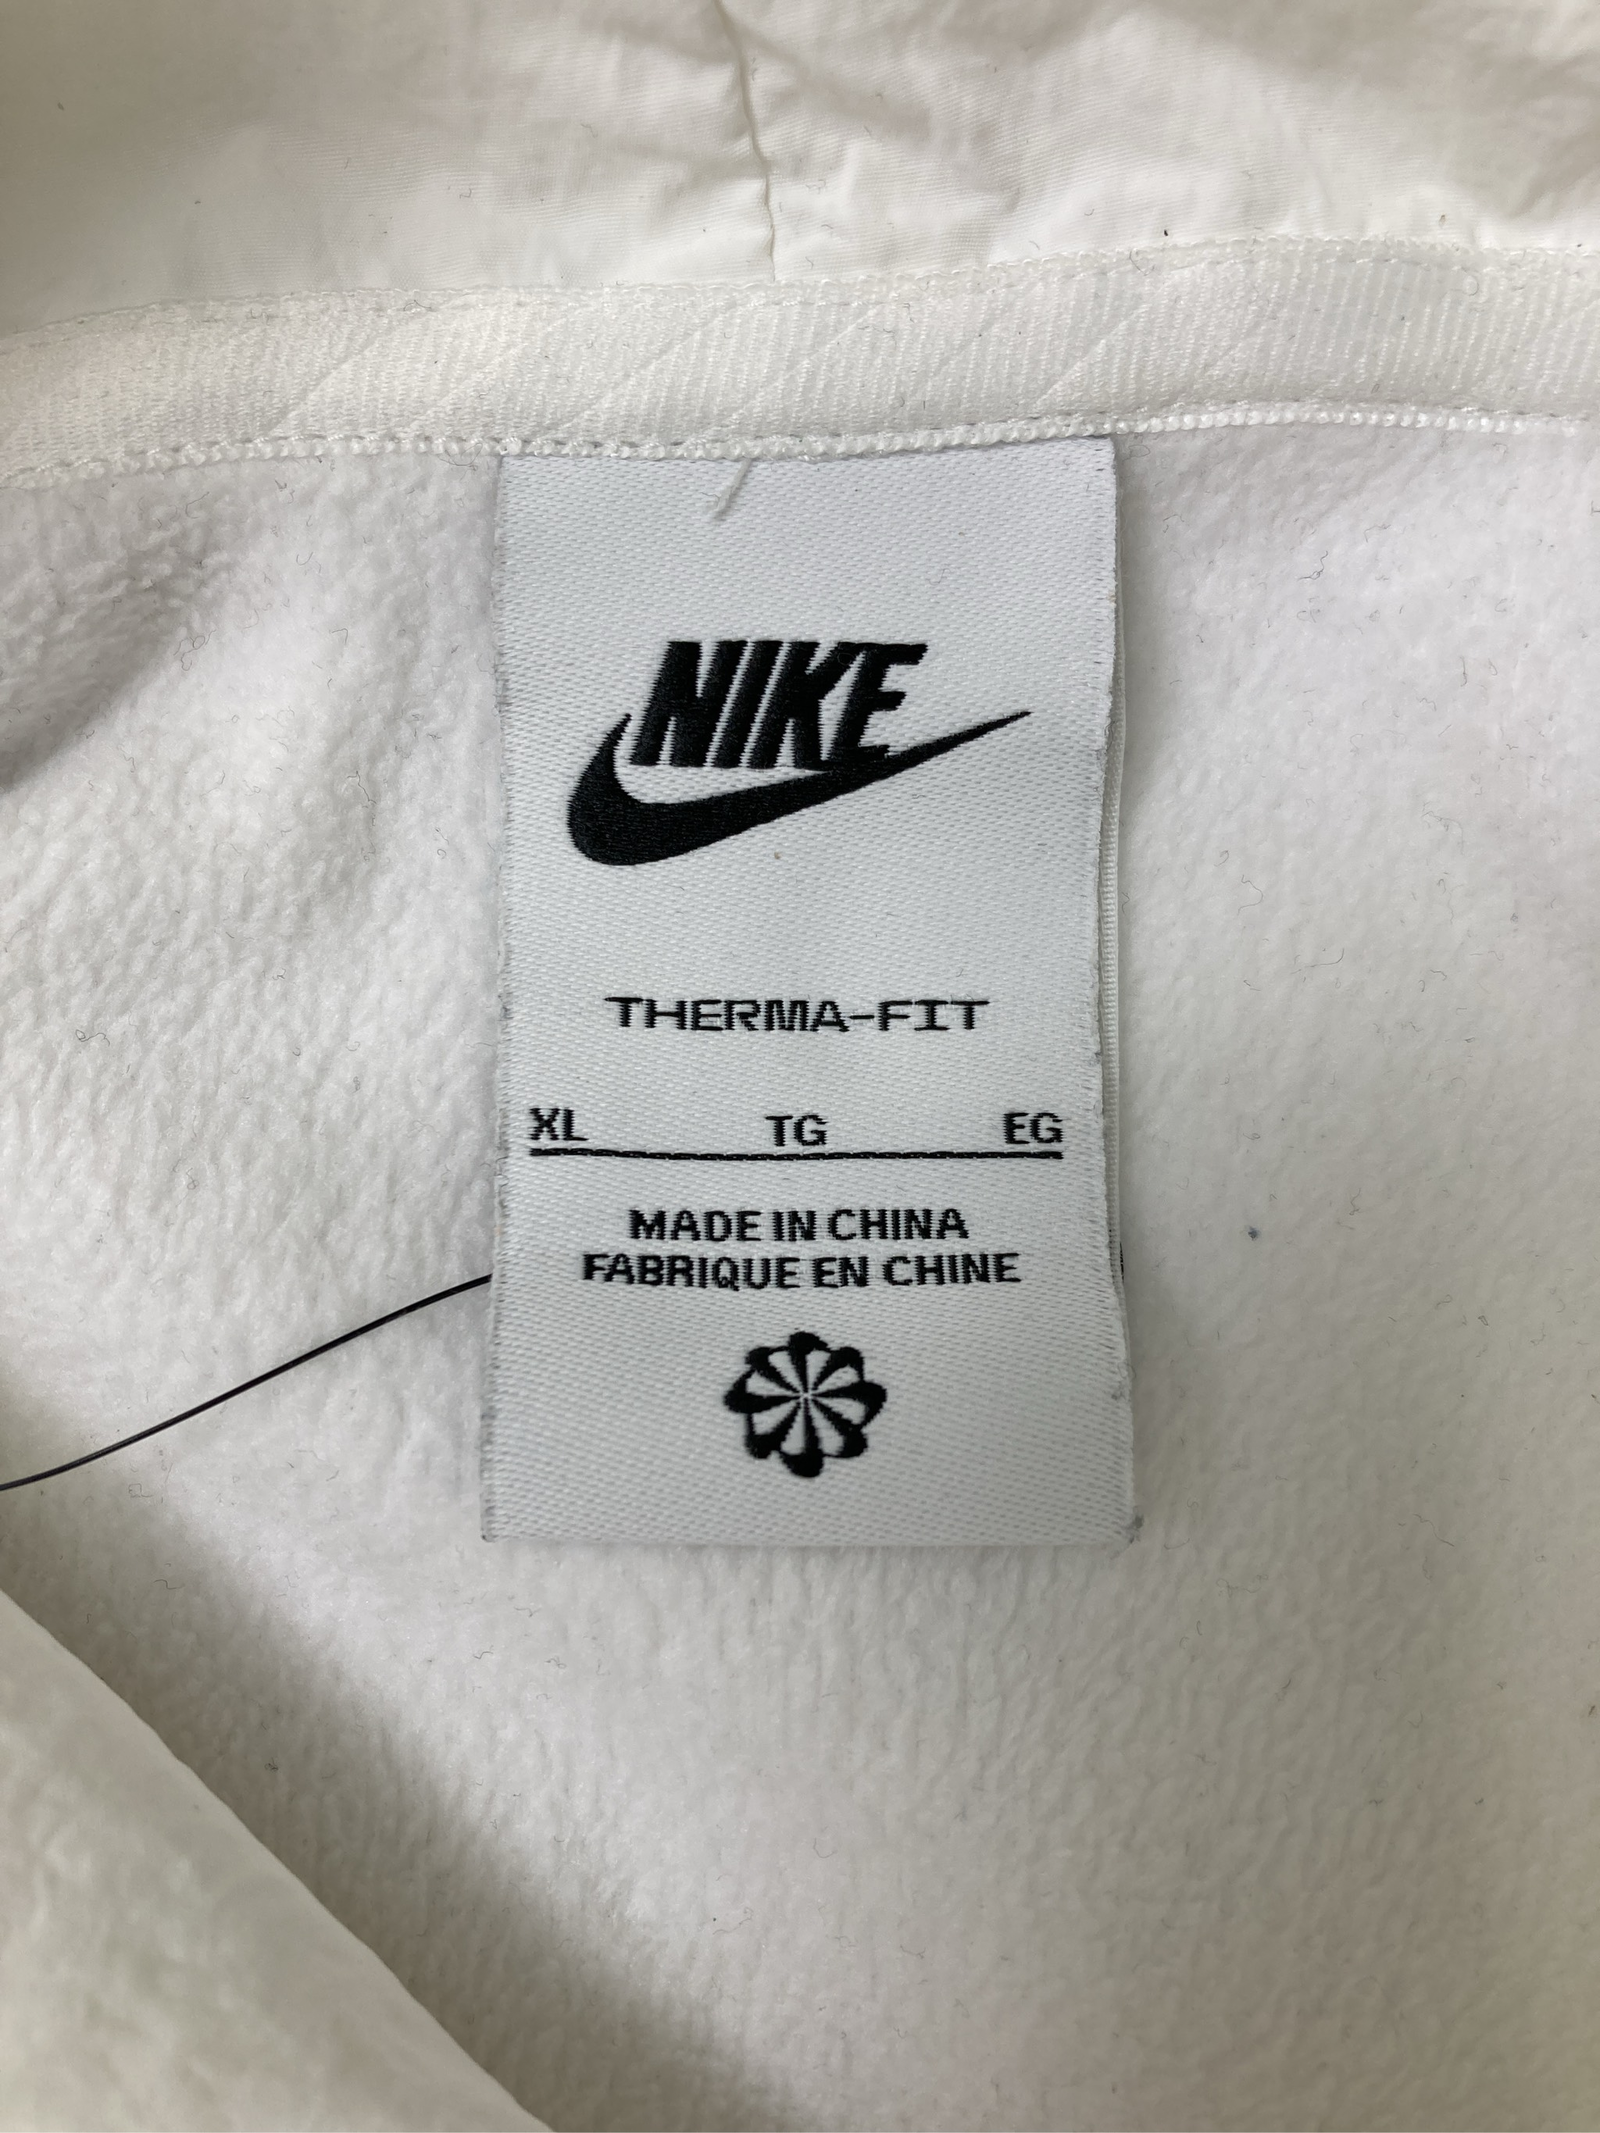 NIKE
THERMA-FIT
XL TG EG
MADE IN CHINA
FABRIQUE EN CHINE